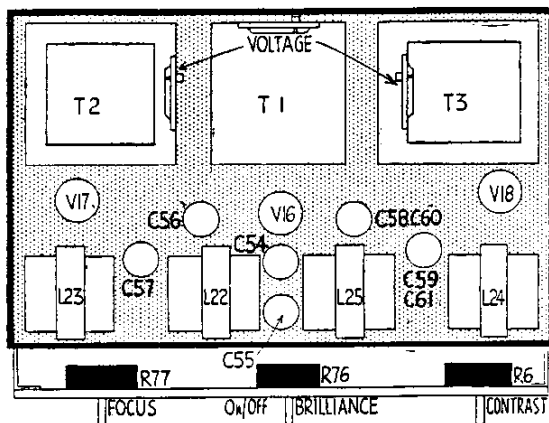 VOLTAGE
T2
T1
T3
V17
V16
V18
C56
C58 C60
C54
C57
C59
C61
L23
L22
L25
L24
C55
R77
R76
R6
FOCUS
On/Off
BRILLIANCE
CONTRAST